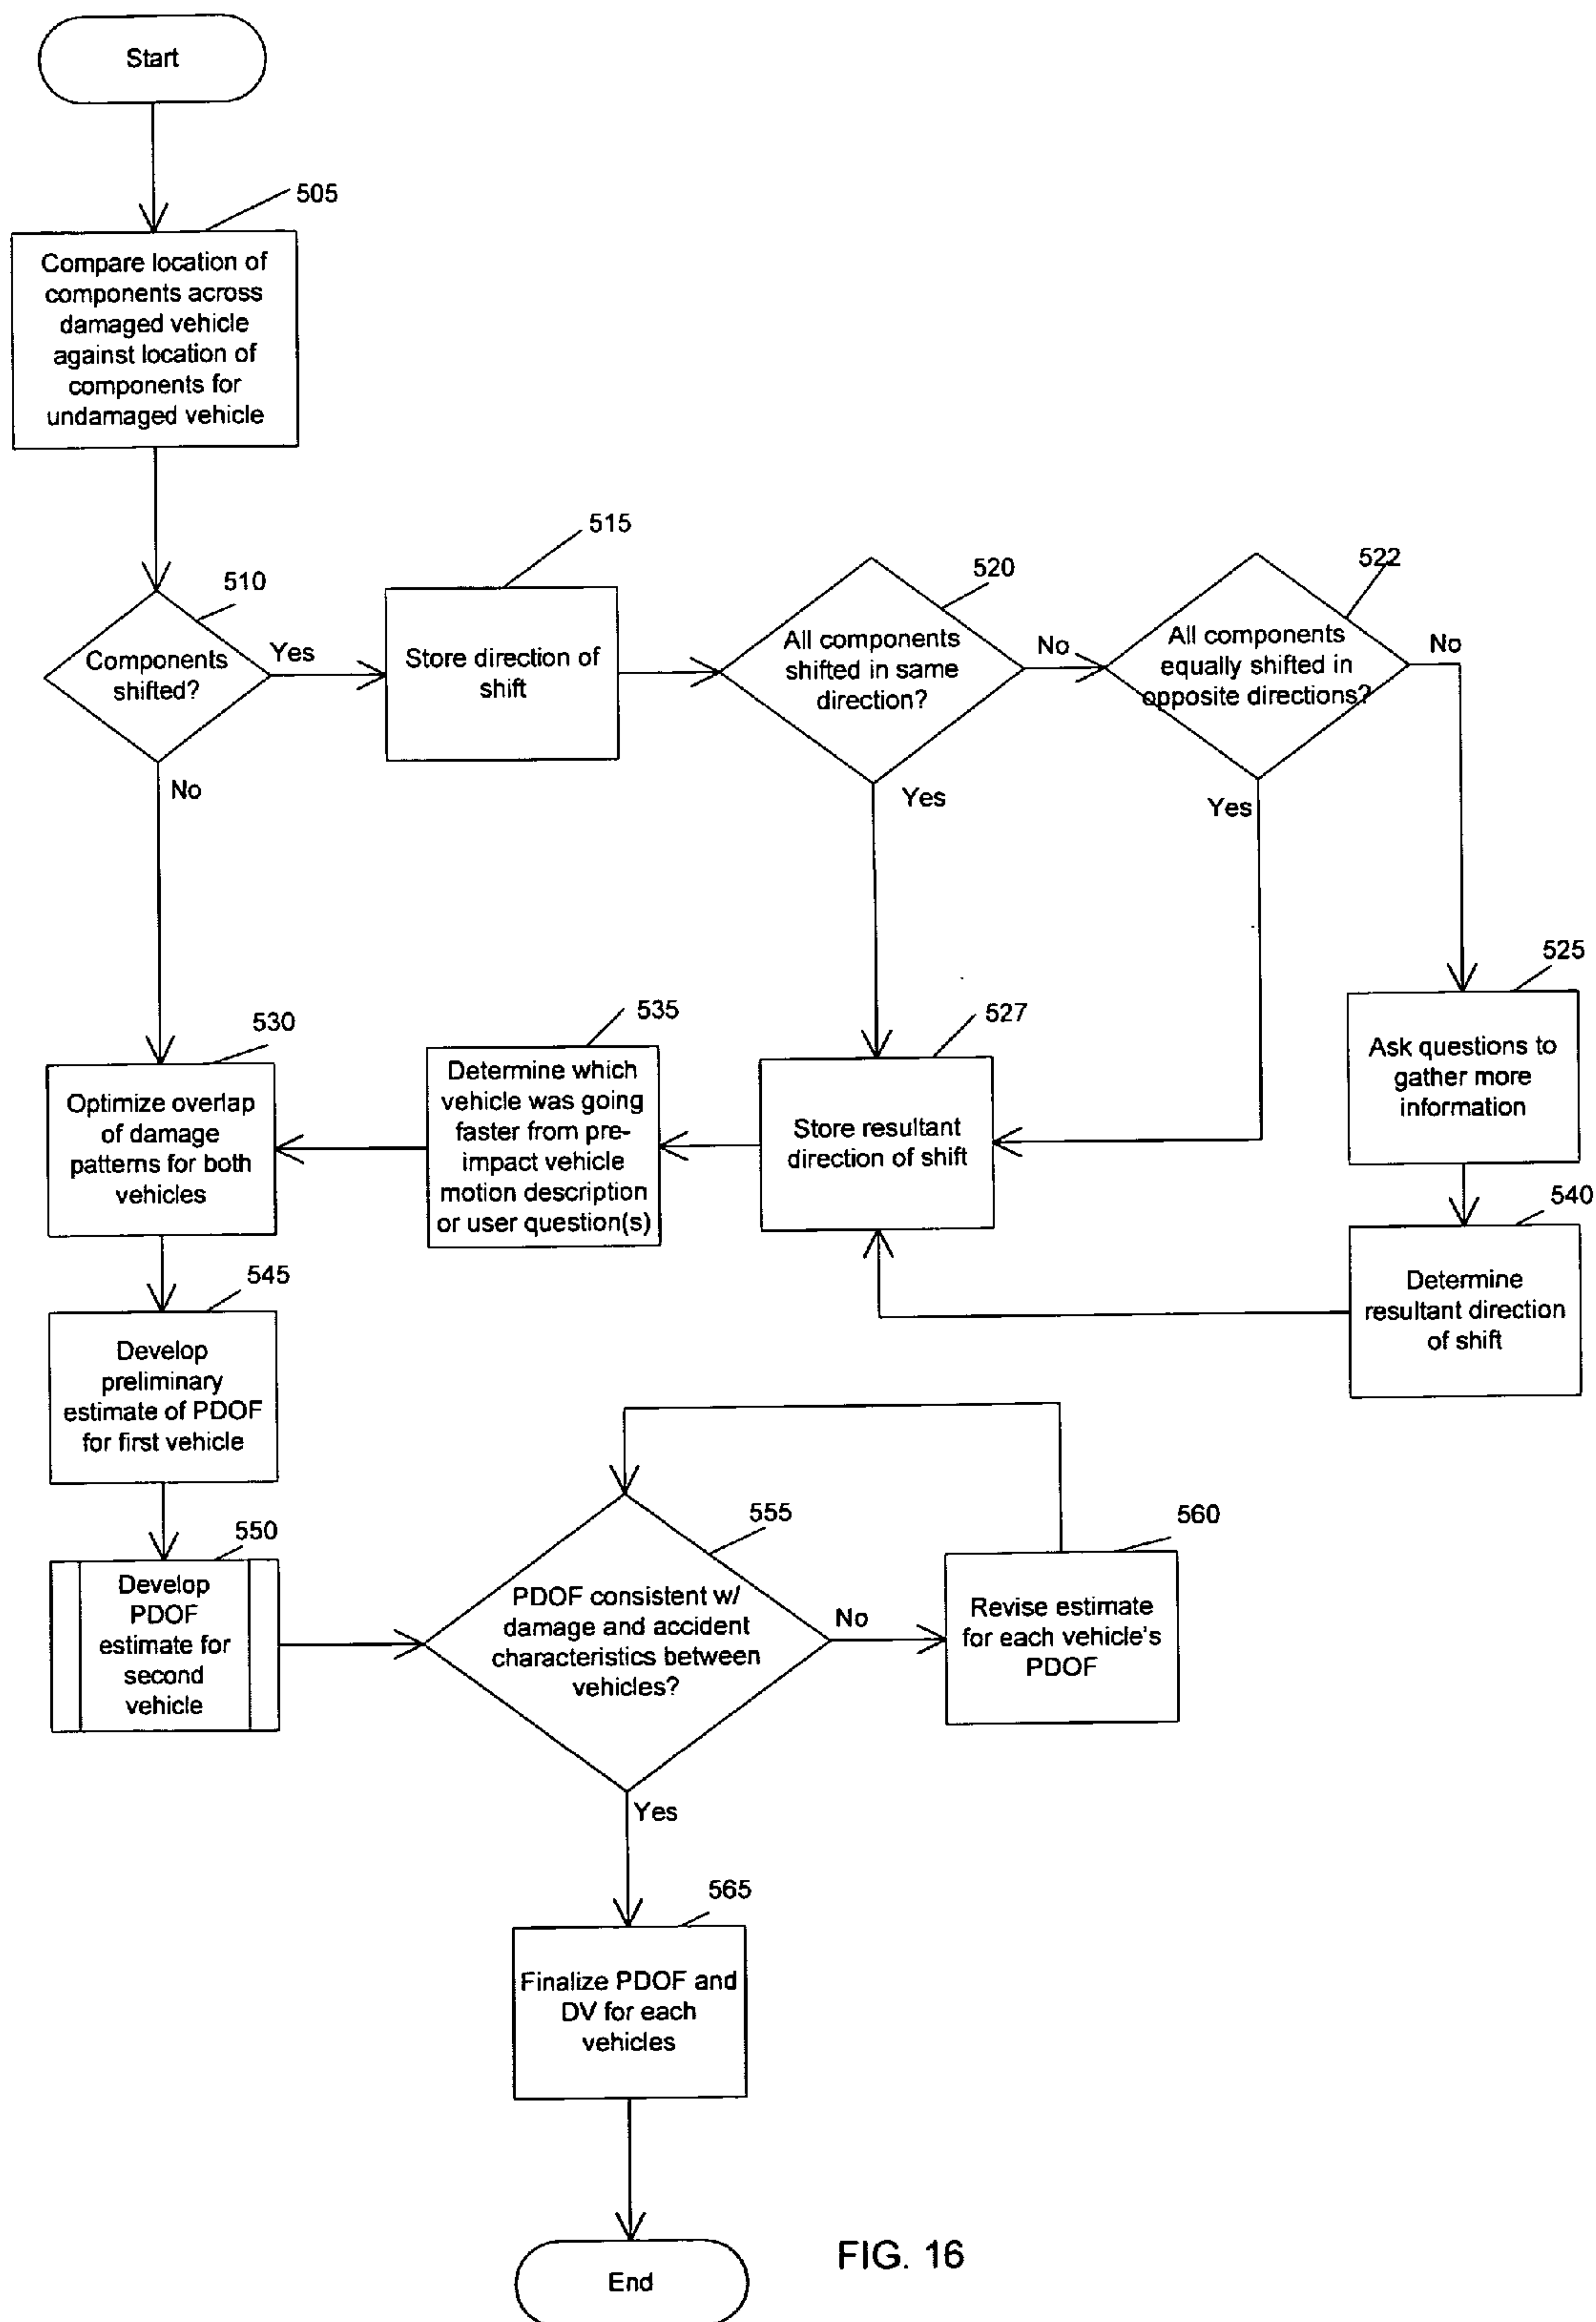 Start
505
Compare location of
components across
damaged vehicle
against location of
components for
undamaged vehicle
510
Components
shifted?
Yes
No
515
Store direction of
shift
520
All components
shifted in same
direction?
No
Yes
522
All components
equally shifted in
opposite directions?
No
Yes
525
Ask questions to
gather more
information
540
Determine
resultant direction
of shift
527
Store resultant
direction of shift
535
Determine which
vehicle was going
faster from pre-
impact vehicle
motion description
or user question(s)
530
Optimize overlap
of damage
patterns for both
vehicles
545
Develop
preliminary
estimate of PDOF
for first vehicle
550
Develop
PDOF
estimate for
second
vehicle
555
PDOF consistent w/
damage and accident
characteristics between
vehicles?
No
Yes
560
Revise estimate
for each vehicle's
PDOF
565
Finalize PDOF and
DV for each
vehicles
End
FIG. 16